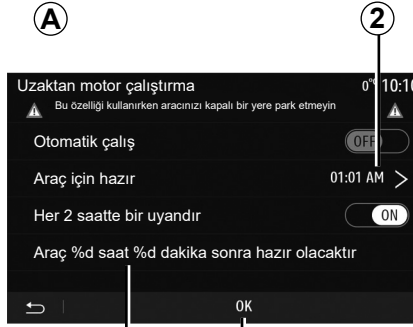 A 2
Uzaktan motor çalıştırma 0°C 10:10
Bu özelliği kullanırken aracınızı kapalı bir yere park etmeyin
Otomatik çalış OFF
Araç için hazır 01:01 AM >
Her 2 saatte bir uyandır ON
Araç %d saat %d dakika sonra hazır olacaktır
OK